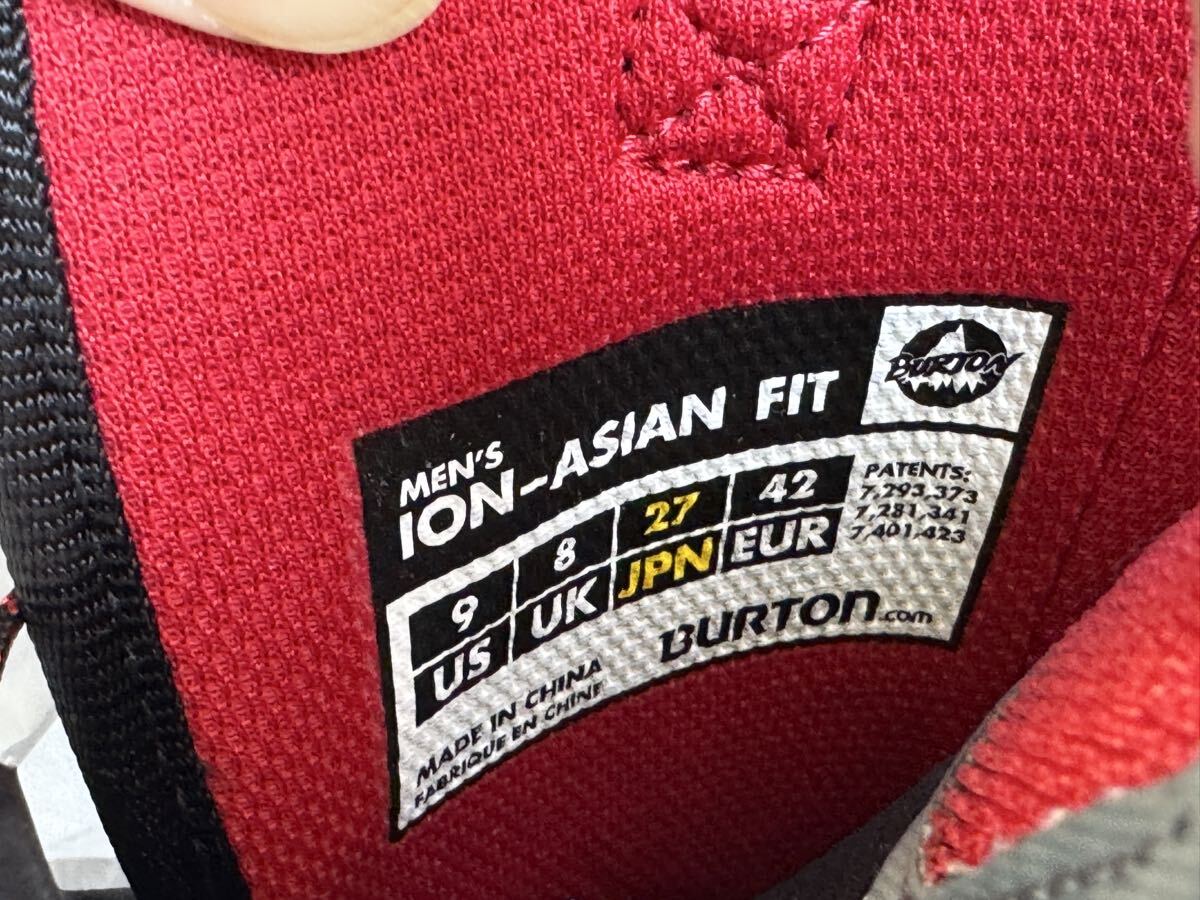 BURTON
MEN'S
ION-ASIAN FIT
9 8 27 42
US UK JPN EUR
PATENTS:
7,293,373
7,281,341
7,401,423
BURTON.com
MADE IN CHINA
FABRIQUE EN CHINE